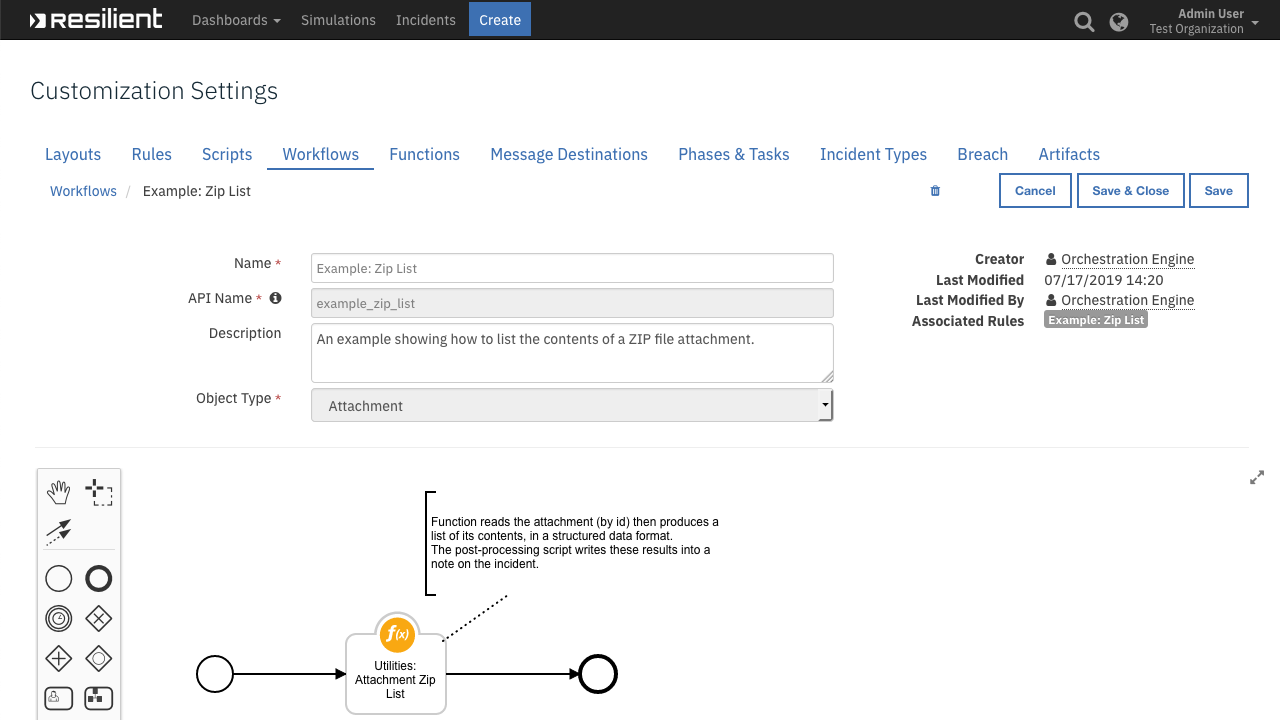 resilient Dashboards Simulations Incidents Create Admin User
Test Organization
Customization Settings
Layouts Rules Scripts Workflows Functions Message Destinations Phases & Tasks Incident Types Breach Artifacts
Workflows / Example: Zip List Cancel Save & Close Save
Name * Example: Zip List
API Name * example_zip_list
Description An example showing how to list the contents of a ZIP file attachment.
Object Type * Attachment
Creator Orchestration Engine
Last Modified 07/17/2019 14:20
Last Modified By Orchestration Engine
Associated Rules Example: Zip List
Function reads the attachment (by id) then produces a
list of its contents, in a structured data format.
The post-processing script writes these results into a
note on the incident.
f(x)
Utilities:
Attachment Zip
List